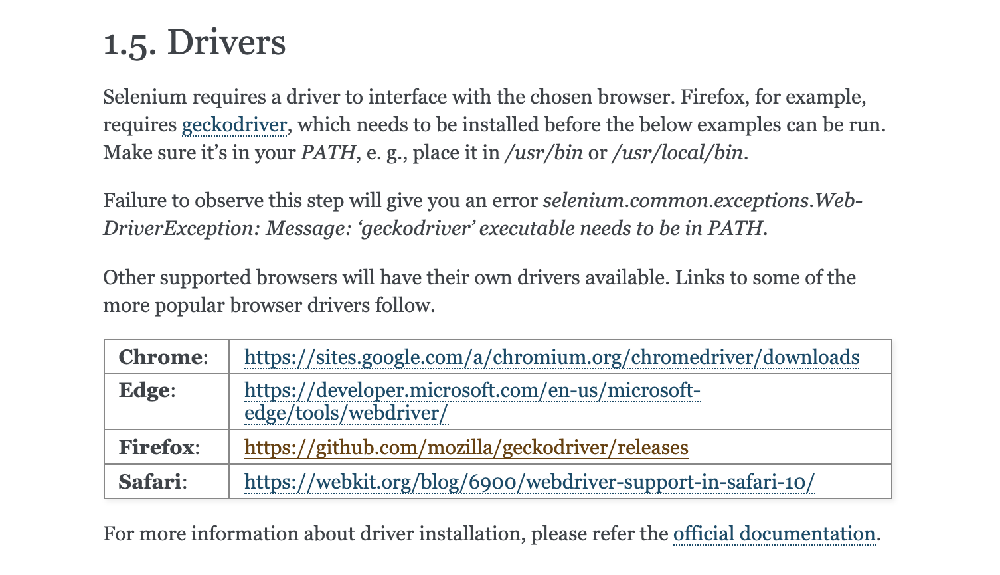 1.5. Drivers
Selenium requires a driver to interface with the chosen browser. Firefox, for example,
requires geckodriver, which needs to be installed before the below examples can be run.
Make sure it’s in your PATH, e. g., place it in /usr/bin or /usr/local/bin.
Failure to observe this step will give you an error selenium.common.exceptions.Web-
DriverException: Message: ‘geckodriver’ executable needs to be in PATH.
Other supported browsers will have their own drivers available. Links to some of the
more popular browser drivers follow.
Chrome: https://sites.google.com/a/chromium.org/chromedriver/downloads
Edge: https://developer.microsoft.com/en-us/microsoft-
edge/tools/webdriver/
Firefox: https://github.com/mozilla/geckodriver/releases
Safari: https://webkit.org/blog/6900/webdriver-support-in-safari-10/
For more information about driver installation, please refer the official documentation.